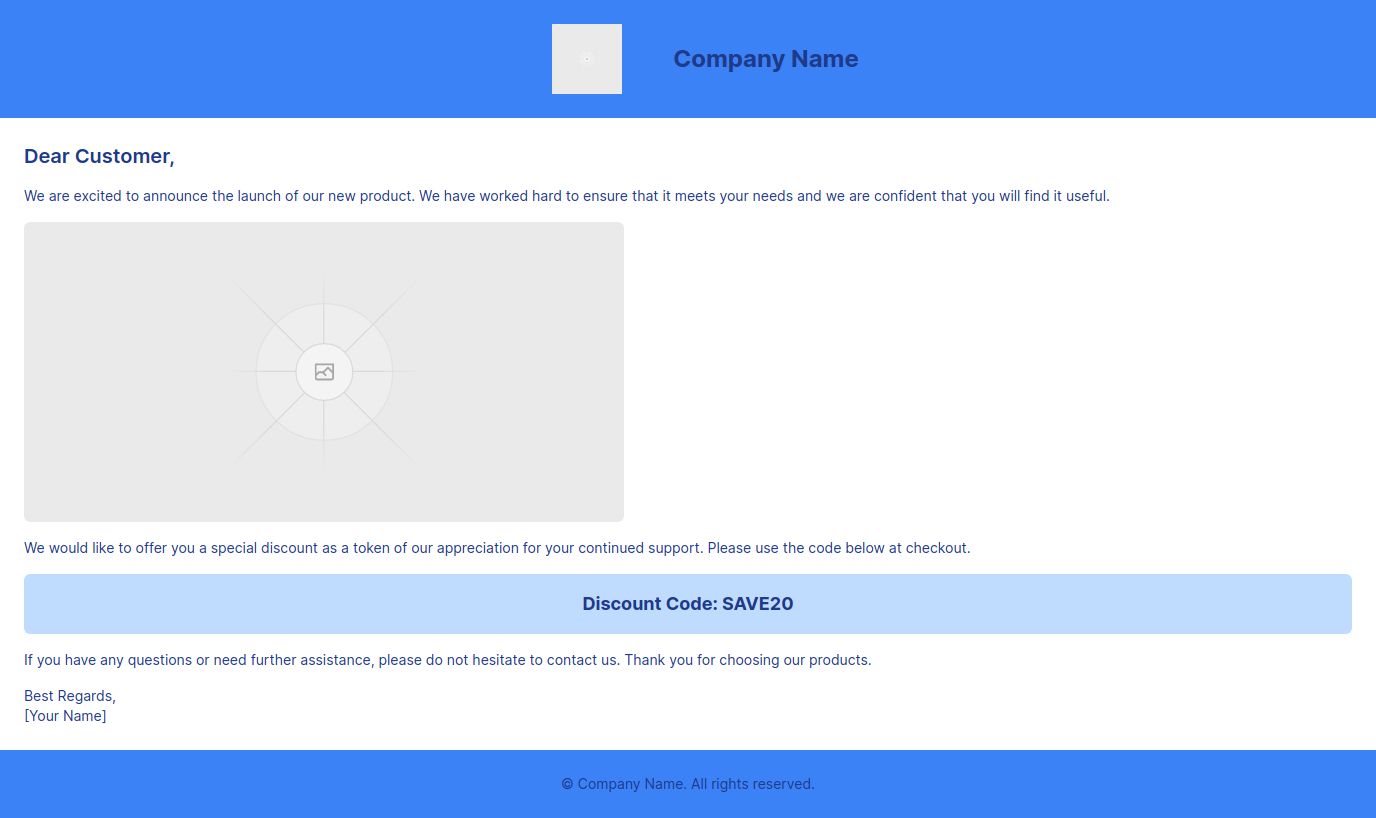 Company Name
Dear Customer,
We are excited to announce the launch of our new product. We have worked hard to ensure that it meets your needs and we are confident that you will find it useful.
We would like to offer you a special discount as a token of our appreciation for your continued support. Please use the code below at checkout.
Discount Code: SAVE20
If you have any questions or need further assistance, please do not hesitate to contact us. Thank you for choosing our products.
Best Regards,
[Your Name]
© Company Name. All rights reserved.